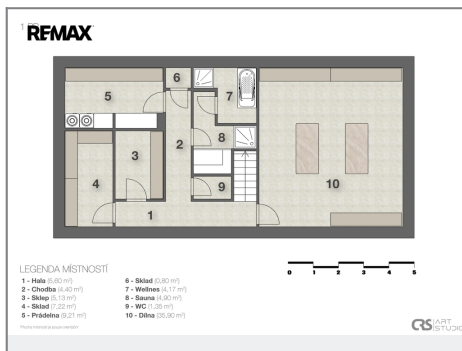 RE/MAX
5
6
7
8
3
2
4
9
10
1
LEGENDA MÍSTNOSTÍ
1 - Hala (5,60 m²)
2 - Chodba (4,40 m²)
3 - Sklep (5,13 m²)
4 - Sklad (7,22 m²)
5 - Prádelna (9,21 m²)
6 - Sklad (0,80 m²)
7 - Wellnes (4,17 m²)
8 - Sauna (4,90 m²)
9 - WC (1,35 m²)
10 - Dílna (35,90 m²)
0 1 2 3 4 5
CRS ART STUDIO